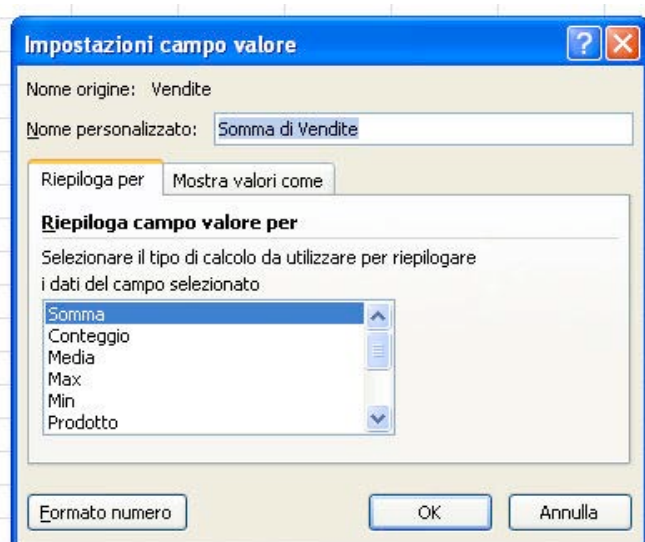 Impostazioni campo valore
Nome origine: Vendite
Nome personalizzato: Somma di Vendite
Riepiloga per Mostra valori come
Riepiloga campo valore per
Selezionare il tipo di calcolo da utilizzare per riepilogare
i dati del campo selezionato
Somma
Conteggio
Media
Max
Min
Prodotto
Formato numero OK Annulla